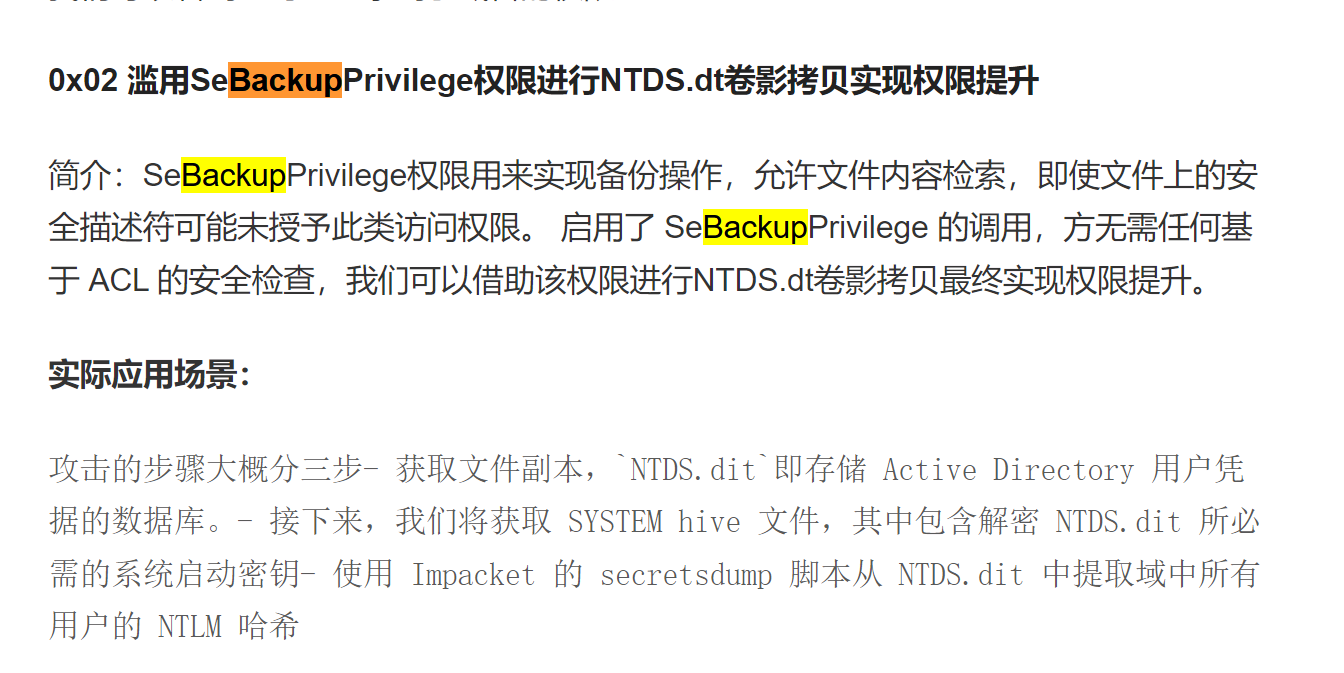 0x02 滥用SeBackupPrivilege权限进行NTDS.dt卷影拷贝实现权限提升
简介：SeBackupPrivilege权限用来实现备份操作，允许文件内容检索，即使文件上的安
全描述符可能未授予此类访问权限。 启用了 SeBackupPrivilege 的调用，方无需任何基
于 ACL 的安全检查，我们可以借助该权限进行NTDS.dt卷影拷贝最终实现权限提升。
实际应用场景：
攻击的步骤大概分三步- 获取文件副本，`NTDS.dit`即存储 Active Directory 用户凭
据的数据库。- 接下来，我们将获取 SYSTEM hive 文件，其中包含解密 NTDS.dit 所必
需的系统启动密钥- 使用 Impacket 的 secretsdump 脚本从 NTDS.dit 中提取域中所有
用户的 NTLM 哈希